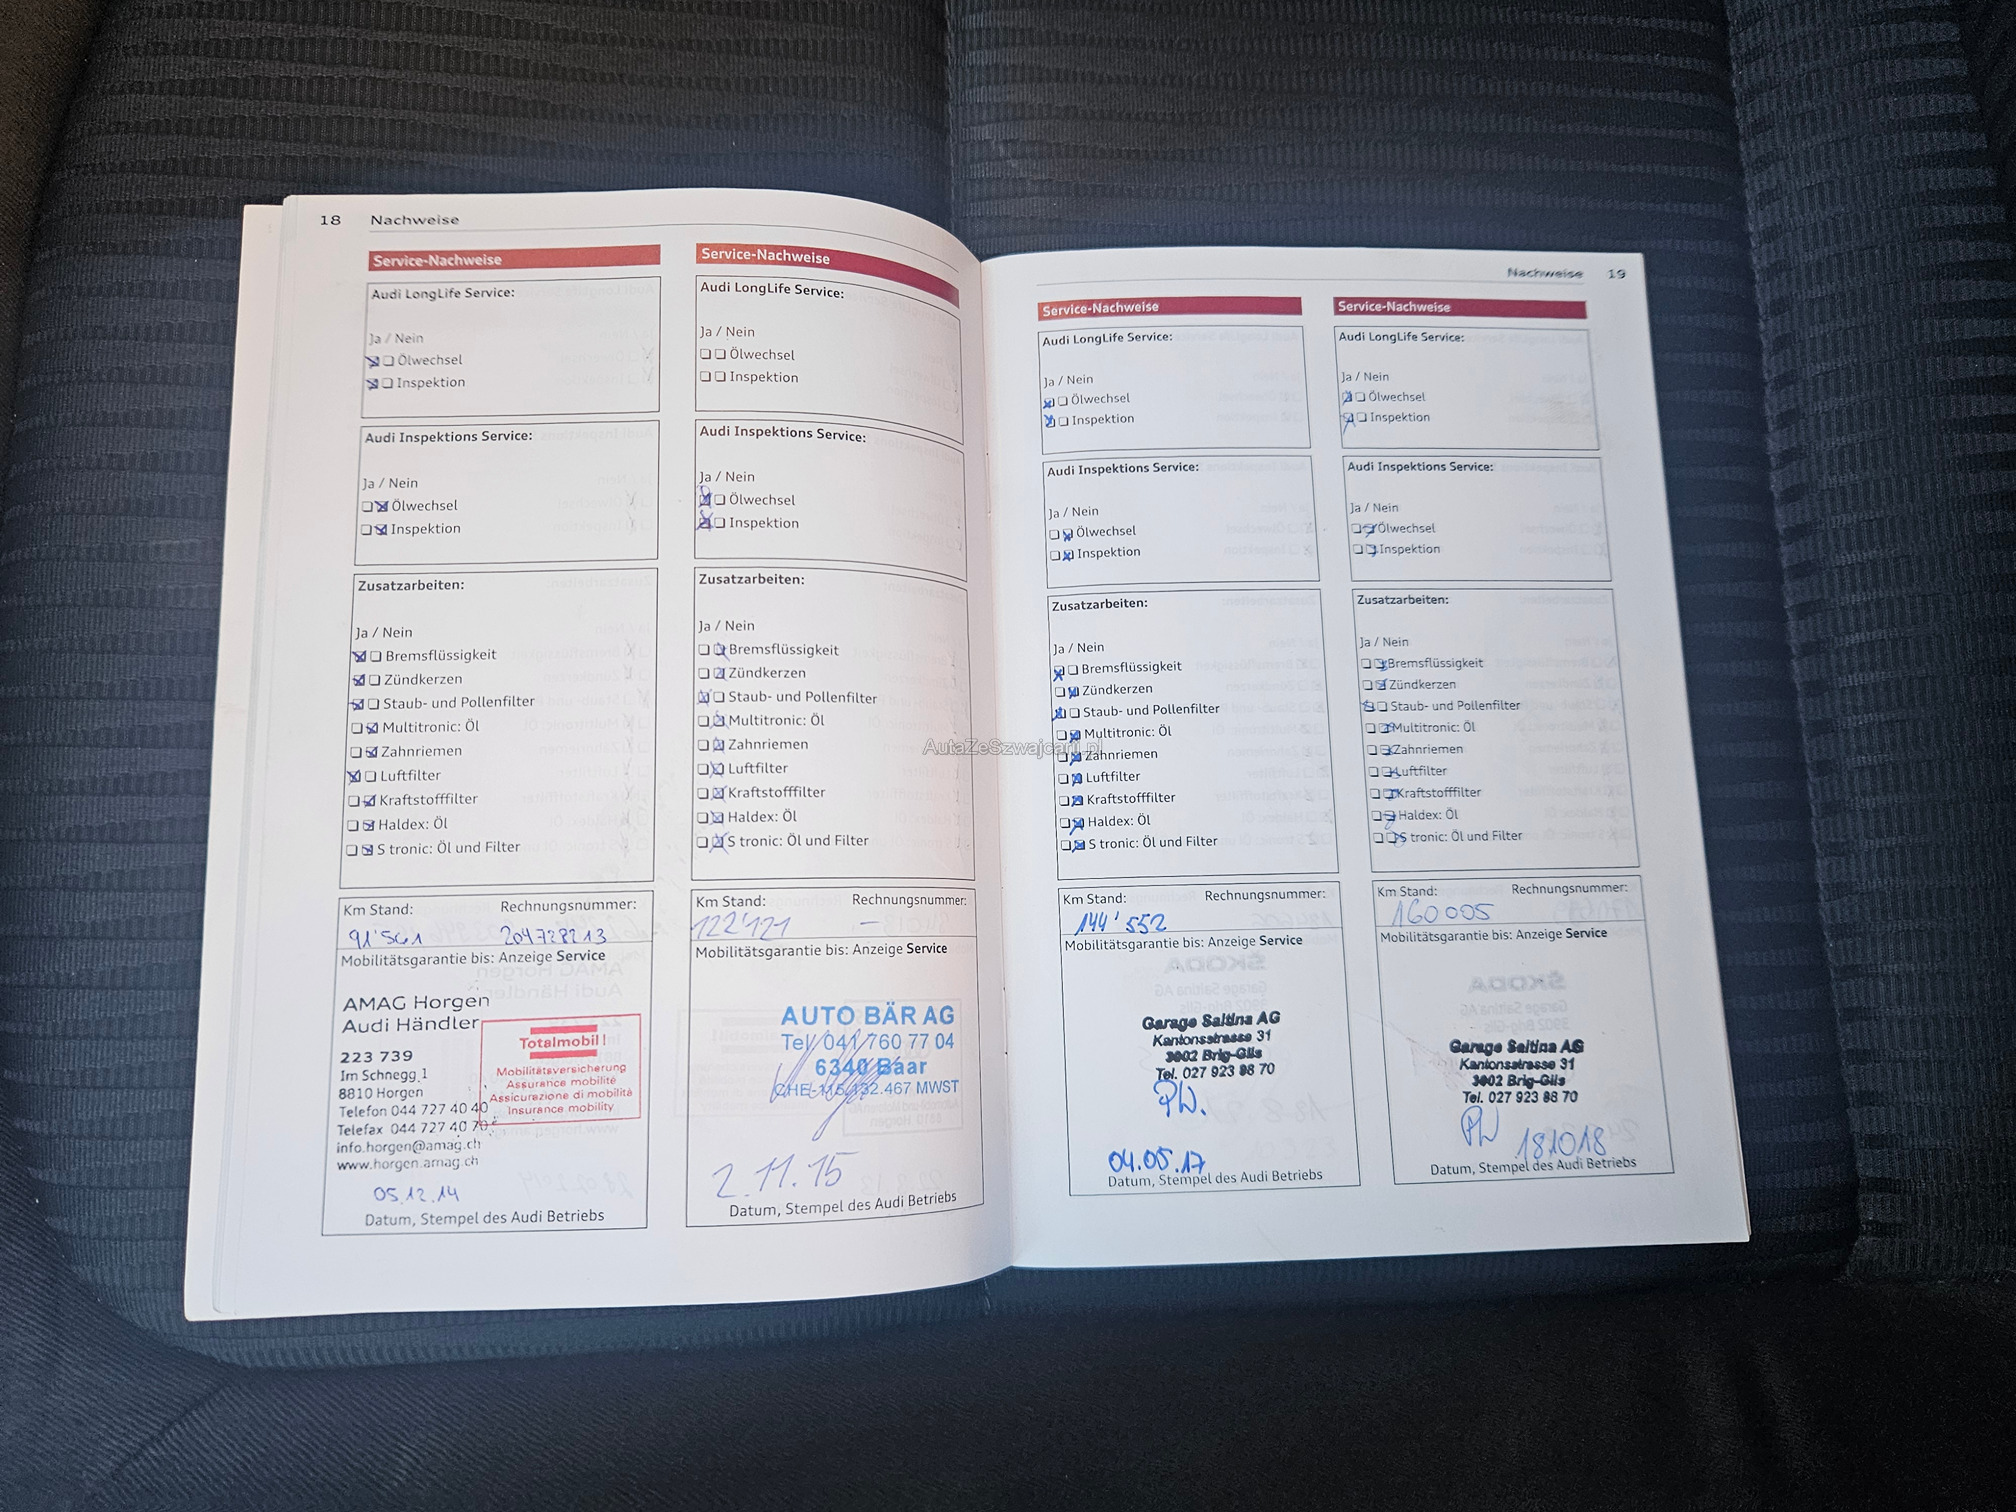 18 Nachweise
Service-Nachweise
Audi LongLife Service:
Ja / Nein
Ölwechsel
Inspektion
Audi Inspektions Service:
Ja / Nein
Ölwechsel
Inspektion
Zusatzarbeiten:
Ja / Nein
Bremsflüssigkeit
Zündkerzen
Staub- und Pollenfilter
Multitronic: Öl
Zahnriemen
Luftfilter
Kraftstofffilter
Haldex: Öl
S tronic: Öl und Filter
Km Stand: Rechnungsnummer:
91'561 204728213
Mobilitätsgarantie bis: Anzeige Service
AMAG Horgen
Audi Händler
223 739
Im Schnegg 1
8810 Horgen
Telefon 044 727 40 40
Telefax 044 727 40 70
info.horgen@amag.ch
www.horgen.amag.ch
Totalmobil!
Mobilitätsversicherung
Assurance mobilité
Assicurazione di mobilità
Insurance mobility
05.12.14
Datum, Stempel des Audi Betriebs
Service-Nachweise
Audi LongLife Service:
Ja / Nein
Ölwechsel
Inspektion
Audi Inspektions Service:
Ja / Nein
Ölwechsel
Inspektion
Zusatzarbeiten:
Ja / Nein
Bremsflüssigkeit
Zündkerzen
Staub- und Pollenfilter
Multitronic: Öl
Zahnriemen
Luftfilter
Kraftstofffilter
Haldex: Öl
S tronic: Öl und Filter
Km Stand: Rechnungsnummer:
122'121 —
Mobilitätsgarantie bis: Anzeige Service
AUTO BÄR AG
Tel 041 760 77 04
6340 Baar
CHE-115.132.467 MWST
2.11.15
Datum, Stempel des Audi Betriebs
Nachweise 19
Service-Nachweise
Audi LongLife Service:
Ja / Nein
Ölwechsel
Inspektion
Audi Inspektions Service:
Ja / Nein
Ölwechsel
Inspektion
Zusatzarbeiten:
Ja / Nein
Bremsflüssigkeit
Zündkerzen
Staub- und Pollenfilter
Multitronic: Öl
Zahnriemen
Luftfilter
Kraftstofffilter
Haldex: Öl
S tronic: Öl und Filter
Km Stand: Rechnungsnummer:
144'552
Mobilitätsgarantie bis: Anzeige Service
Garage Saltina AG
Kantonsstrasse 31
3902 Brig-Glis
Tel. 027 923 98 70
PW.
04.05.17
Datum, Stempel des Audi Betriebs
Service-Nachweise
Audi LongLife Service:
Ja / Nein
Ölwechsel
Inspektion
Audi Inspektions Service:
Ja / Nein
Ölwechsel
Inspektion
Zusatzarbeiten:
Ja / Nein
Bremsflüssigkeit
Zündkerzen
Staub- und Pollenfilter
Multitronic: Öl
Zahnriemen
Luftfilter
Kraftstofffilter
Haldex: Öl
S tronic: Öl und Filter
Km Stand: Rechnungsnummer:
160005
Mobilitätsgarantie bis: Anzeige Service
Garage Saltina AG
Kantonsstrasse 31
3902 Brig-Glis
Tel. 027 923 98 70
PW 181018
Datum, Stempel des Audi Betriebs
AutaZeSzwajcarii.pl